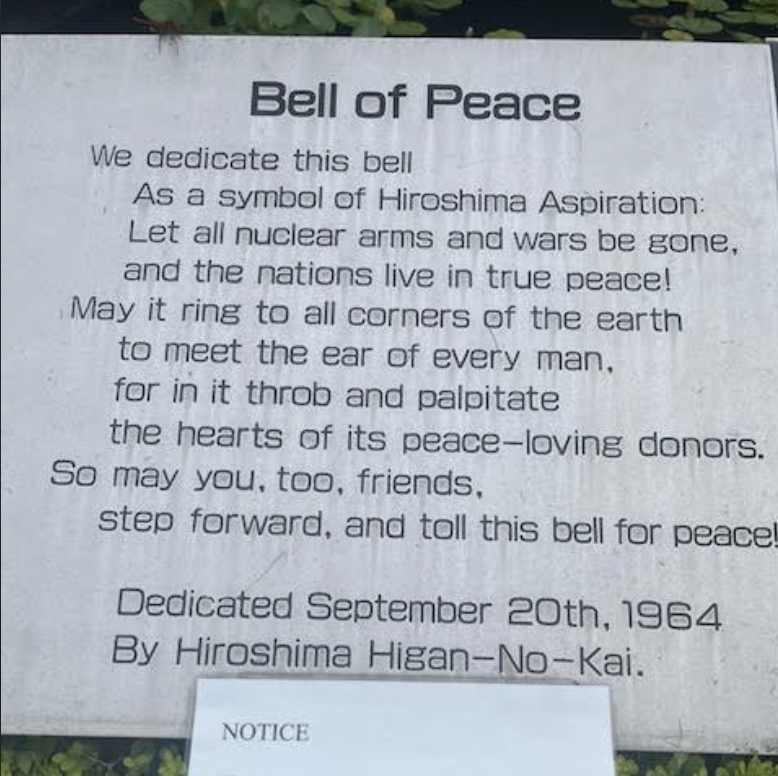 Bell of Peace
We dedicate this bell
As a symbol of Hiroshima Aspiration:
Let all nuclear arms and wars be gone,
and the nations live in true peace!
May it ring to all corners of the earth
to meet the ear of every man,
for in it throb and palpitate
the hearts of its peace-loving donors.
So may you, too, friends,
step forward, and toll this bell for peace!
Dedicated September 20th, 1964
By Hiroshima Higan-No-Kai.
NOTICE